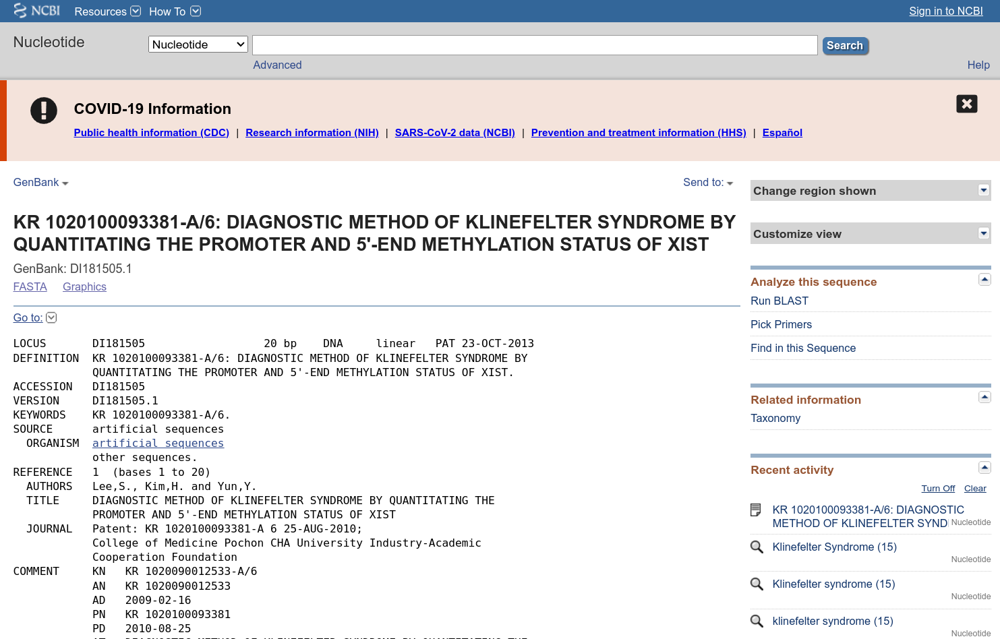 NCBI Resources How To Sign in to NCBI
Nucleotide Nucleotide Search
Advanced Help
COVID-19 Information
Public health information (CDC) | Research information (NIH) | SARS-CoV-2 data (NCBI) | Prevention and treatment information (HHS) | Español
GenBank Send to:
KR 1020100093381-A/6: DIAGNOSTIC METHOD OF KLINEFELTER SYNDROME BY
QUANTITATING THE PROMOTER AND 5'-END METHYLATION STATUS OF XIST
GenBank: DI181505.1
FASTA Graphics
Go to:
LOCUS DI181505 20 bp DNA linear PAT 23-OCT-2013
DEFINITION KR 1020100093381-A/6: DIAGNOSTIC METHOD OF KLINEFELTER SYNDROME BY
QUANTITATING THE PROMOTER AND 5'-END METHYLATION STATUS OF XIST.
ACCESSION DI181505
VERSION DI181505.1
KEYWORDS KR 1020100093381-A/6.
SOURCE artificial sequences
ORGANISM artificial sequences
other sequences.
REFERENCE 1 (bases 1 to 20)
AUTHORS Lee,S., Kim,H. and Yun,Y.
TITLE DIAGNOSTIC METHOD OF KLINEFELTER SYNDROME BY QUANTITATING THE
PROMOTER AND 5'-END METHYLATION STATUS OF XIST
JOURNAL Patent: KR 1020100093381-A 6 25-AUG-2010;
College of Medicine Pochon CHA University Industry-Academic
Cooperation Foundation
COMMENT KN KR 1020090012533-A/6
AN KR 1020090012533
AD 2009-02-16
PN KR 1020100093381
PD 2010-08-25
Change region shown
Customize view
Analyze this sequence
Run BLAST
Pick Primers
Find in this Sequence
Related information
Taxonomy
Recent activity
Turn Off Clear
KR 1020100093381-A/6: DIAGNOSTIC
METHOD OF KLINEFELTER SYND Nucleotide
Klinefelter Syndrome (15)
Nucleotide
Klinefelter syndrome (15)
Nucleotide
klinefelter syndrome (15)
Nucleotide